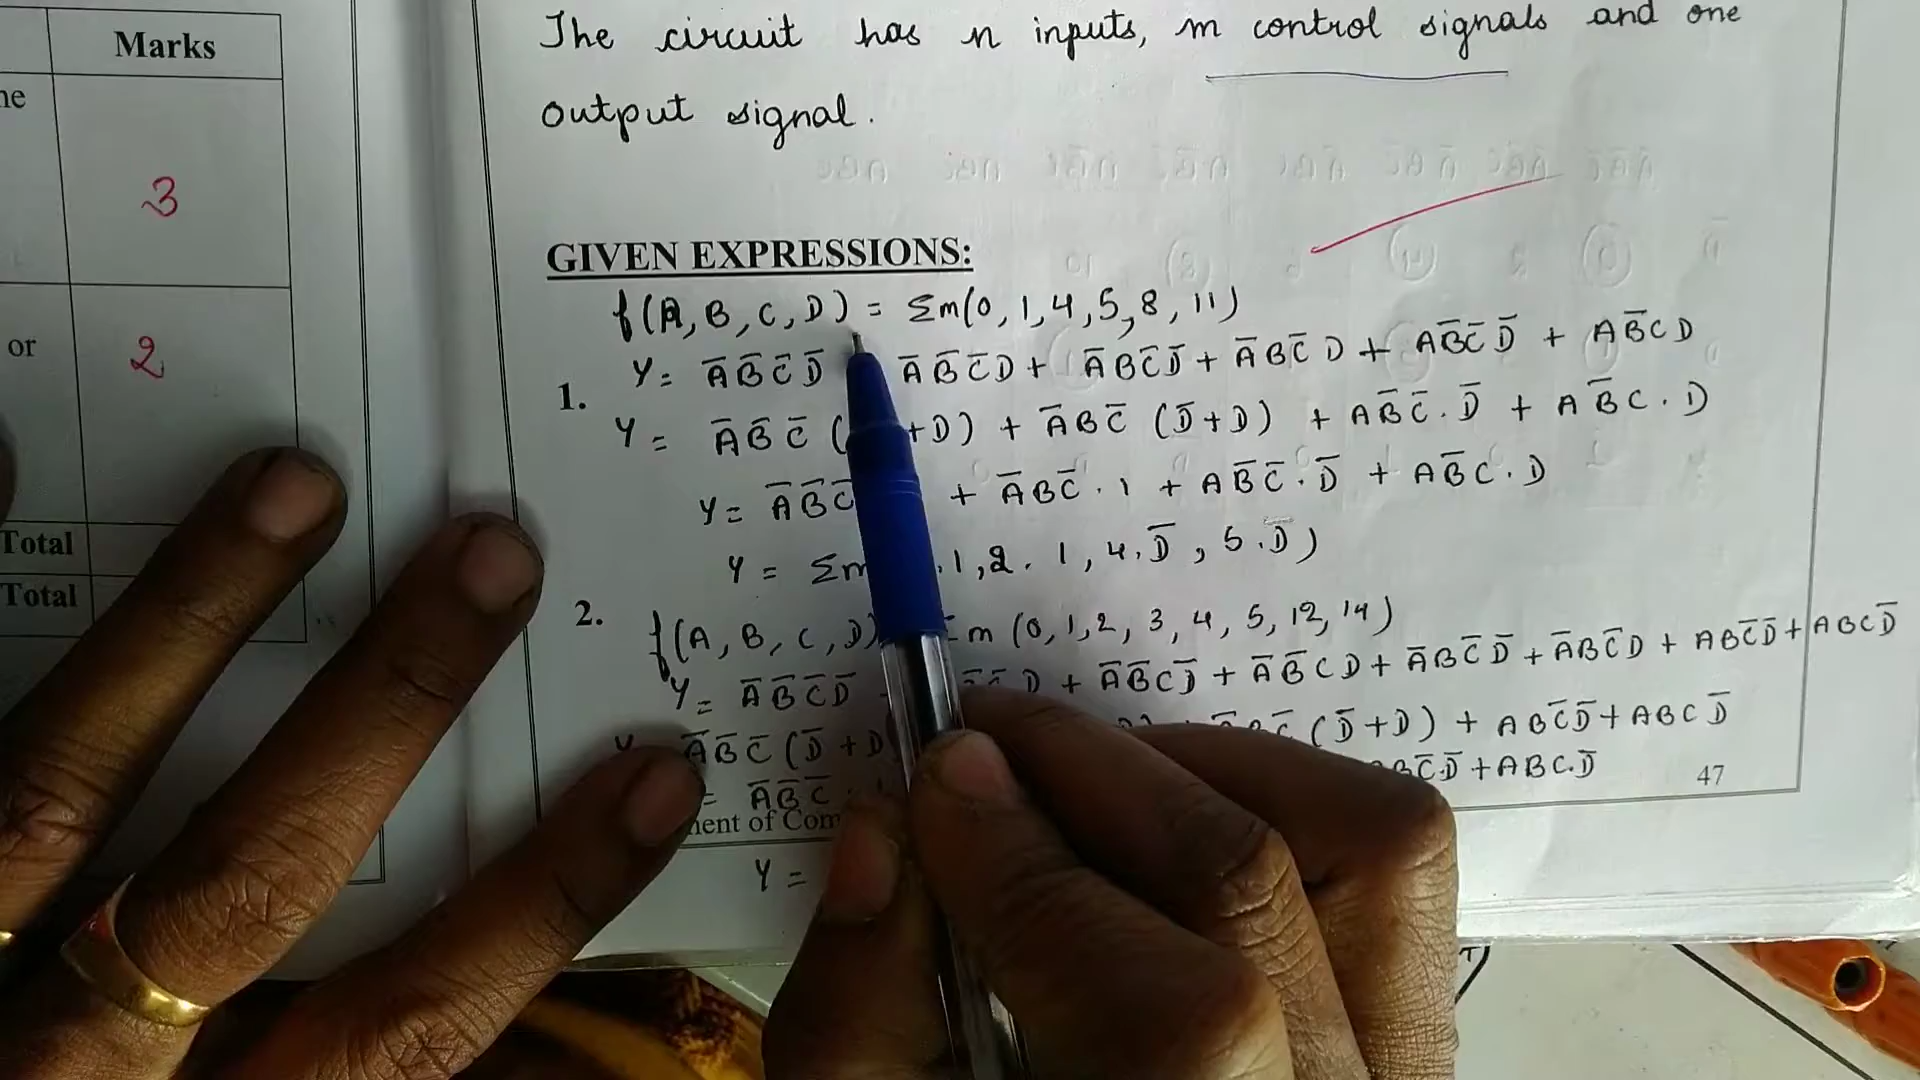 Marks
3
or
2
Total
Total
The circuit has n inputs, m control signals and one
output signal.
GIVEN EXPRESSIONS:
f(A, B, C, D) = Σm(0, 1, 4, 5, 8, 11)
1.
Y = A̅B̅C̅D̅ A̅B̅C̅D + A̅BC̅D̅ + A̅BC̅D + AB̅C̅D̅ + AB̅CD
Y = A̅B̅C̅ ( +D) + A̅BC̅ (D̅+D) + AB̅C̅.D̅ + AB̅C.D
Y = A̅B̅C̅ + A̅BC̅.1 + AB̅C̅.D̅ + AB̅C.D
Y = Σm .1, 2.1, 4.D̅, 5.D̅)
2.
f(A, B, C, D) m (0, 1, 2, 3, 4, 5, 12, 14)
Y = A̅B̅C̅D̅ D + A̅B̅CD̅ + A̅B̅CD + A̅BC̅D̅ + A̅BC̅D + ABC̅D̅ + ABCD̅
A̅B̅C̅ (D̅+D (D̅+D) + ABC̅D̅ + ABCD̅
= A̅B̅C̅ C̅.D̅ + ABC.D̅
47
of
Y =